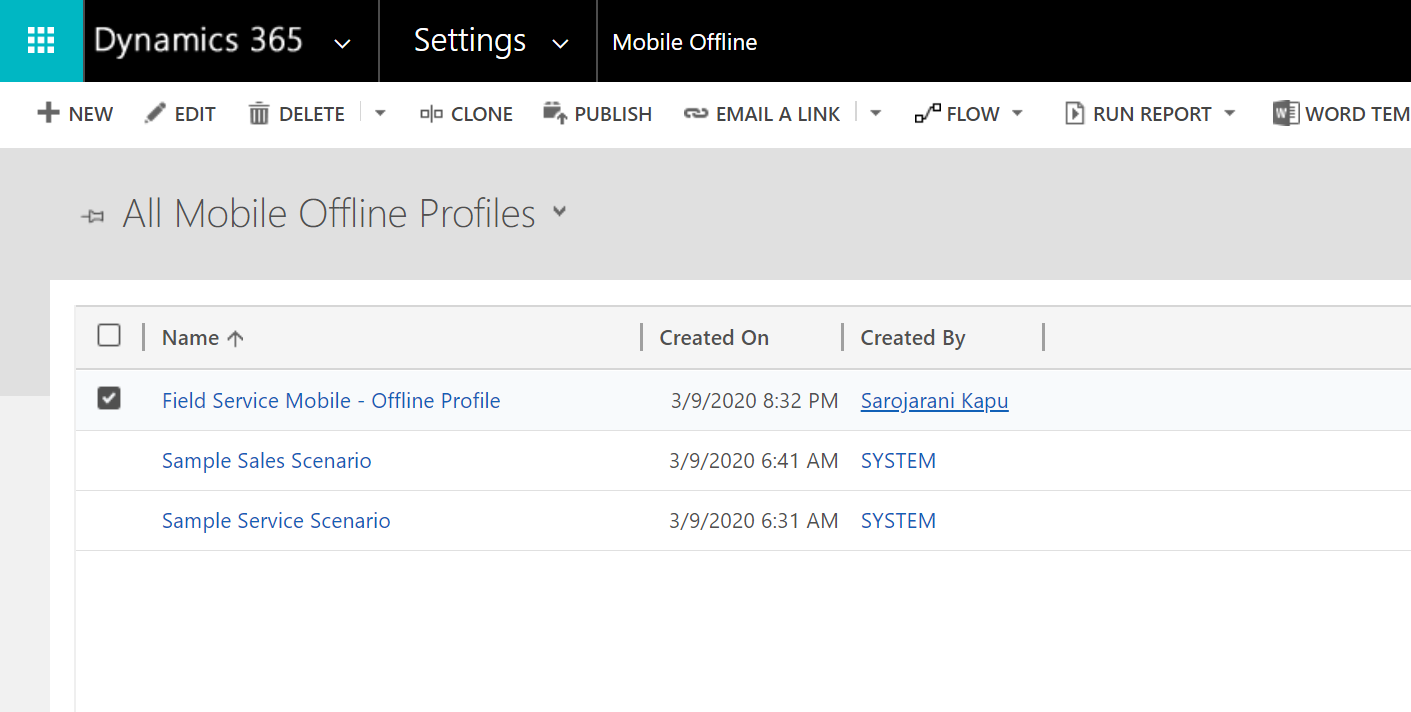 Dynamics 365 Settings Mobile Offline
NEW EDIT DELETE CLONE PUBLISH EMAIL A LINK FLOW RUN REPORT WORD TEM
All Mobile Offline Profiles
Name Created On Created By
Field Service Mobile - Offline Profile 3/9/2020 8:32 PM Sarojarani Kapu
Sample Sales Scenario 3/9/2020 6:41 AM SYSTEM
Sample Service Scenario 3/9/2020 6:31 AM SYSTEM